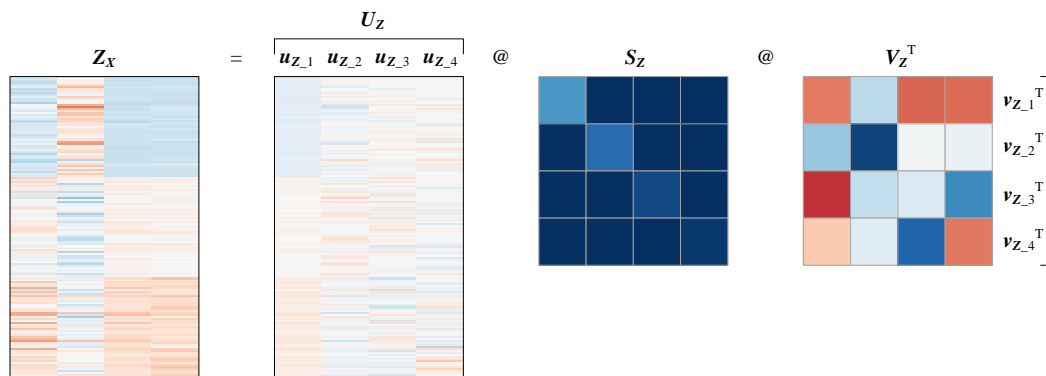 U_Z
Z_X = u_Z_1 u_Z_2 u_Z_3 u_Z_4 @ S_Z @ V_Z^T
v_Z_1^T
v_Z_2^T
v_Z_3^T
v_Z_4^T